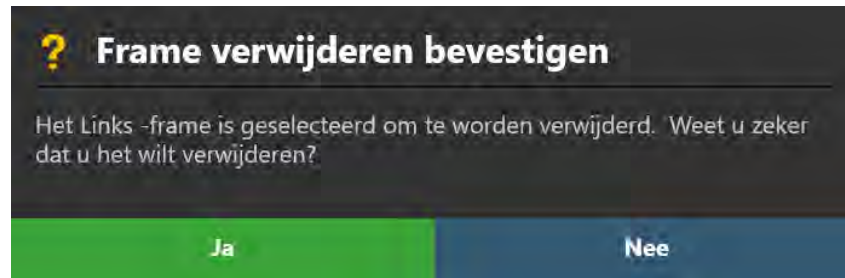 ? Frame verwijderen bevestigen
Het Links -frame is geselecteerd om te worden verwijderd.  Weet u zeker
dat u het wilt verwijderen?
Ja
Nee